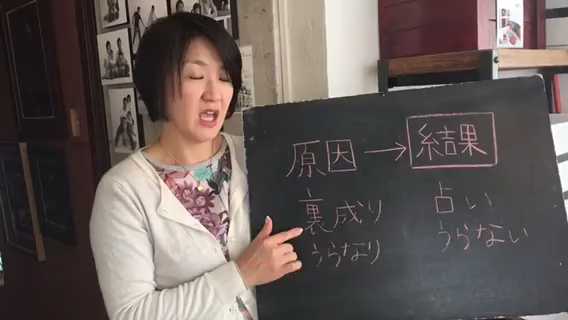 原因→結果
裏成り 占い
うらなり うらない